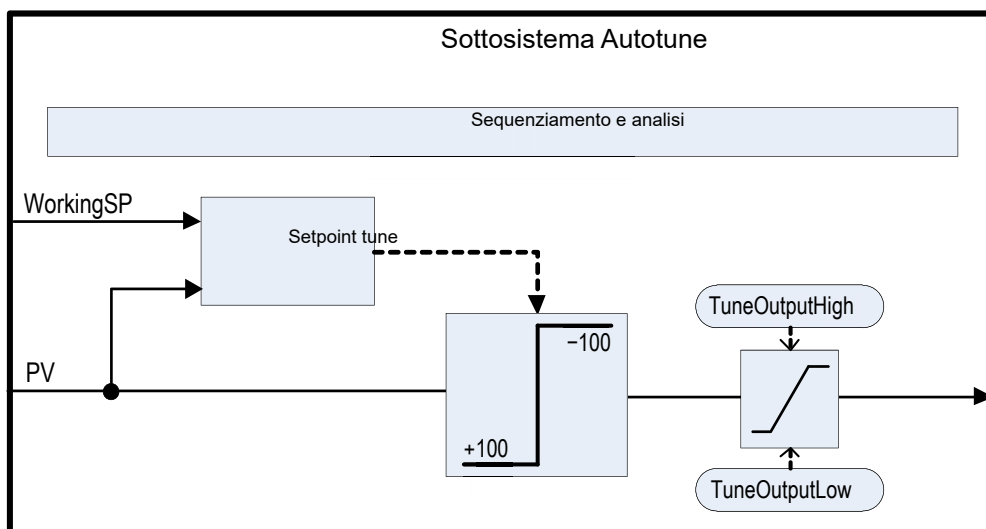 Sottosistema Autotune
Sequenziamento e analisi
WorkingSP
Setpoint tune
TuneOutputHigh
−100
PV
+100
TuneOutputLow